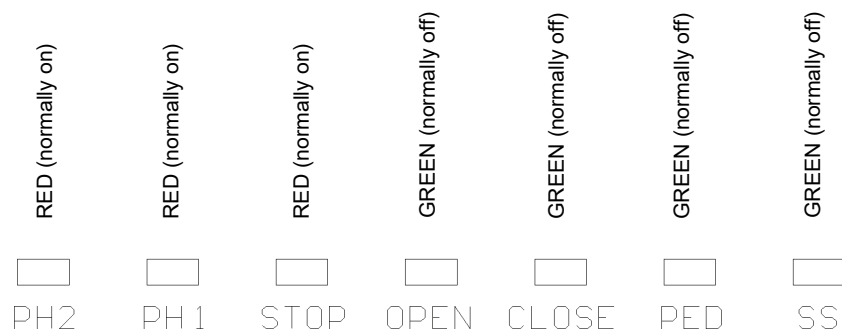 RED (normally on)
RED (normally on)
RED (normally on)
GREEN (normally off)
GREEN (normally off)
GREEN (normally off)
GREEN (normally off)
PH2 PH1 STOP OPEN CLOSE PED SS